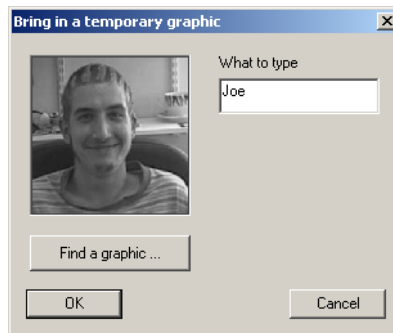 Bring in a temporary graphic
What to type
Joe
Find a graphic ...
OK
Cancel